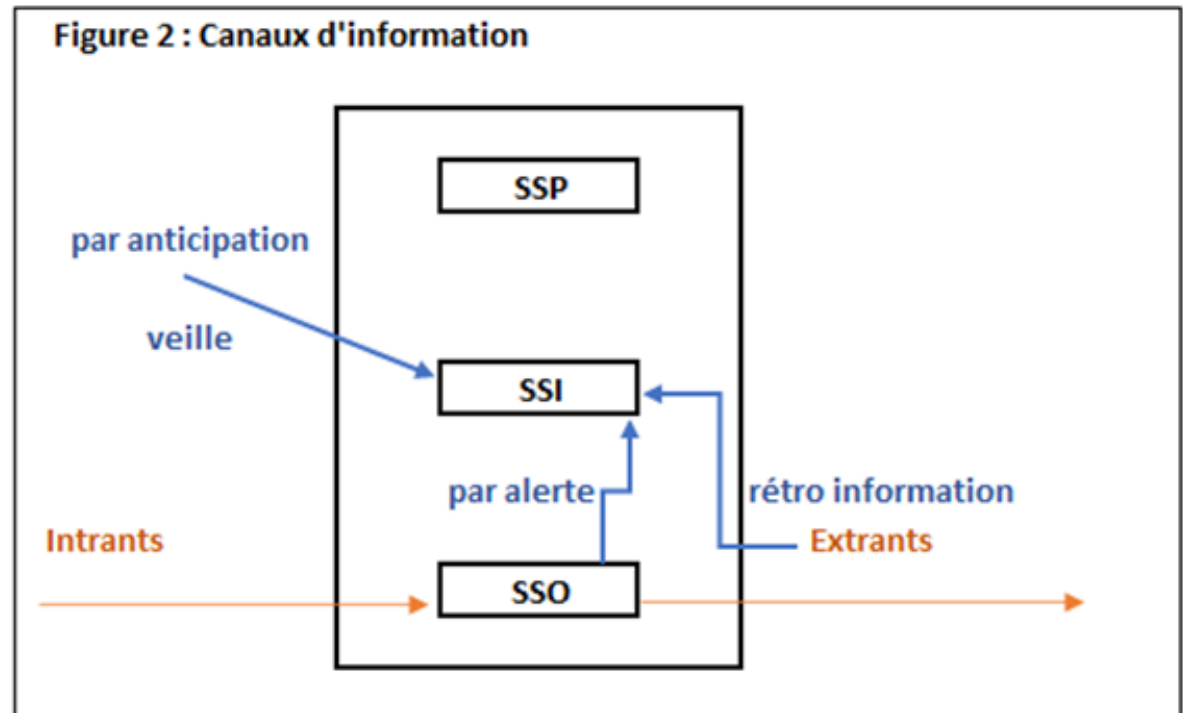 Figure 2 : Canaux d'information
SSP
par anticipation
veille
SSI
par alerte
rétro information
Intrants
Extrants
SSO